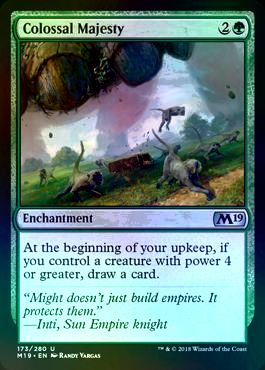 Colossal Majesty 2
Enchantment M19
At the beginning of your upkeep, if
you control a creature with power 4
or greater, draw a card.
“Might doesn’t just build empires. It
protects them.”
—Inti, Sun Empire knight
173/280 U
M19 • EN Randy Vargas ™ & © 2018 Wizards of the Coast